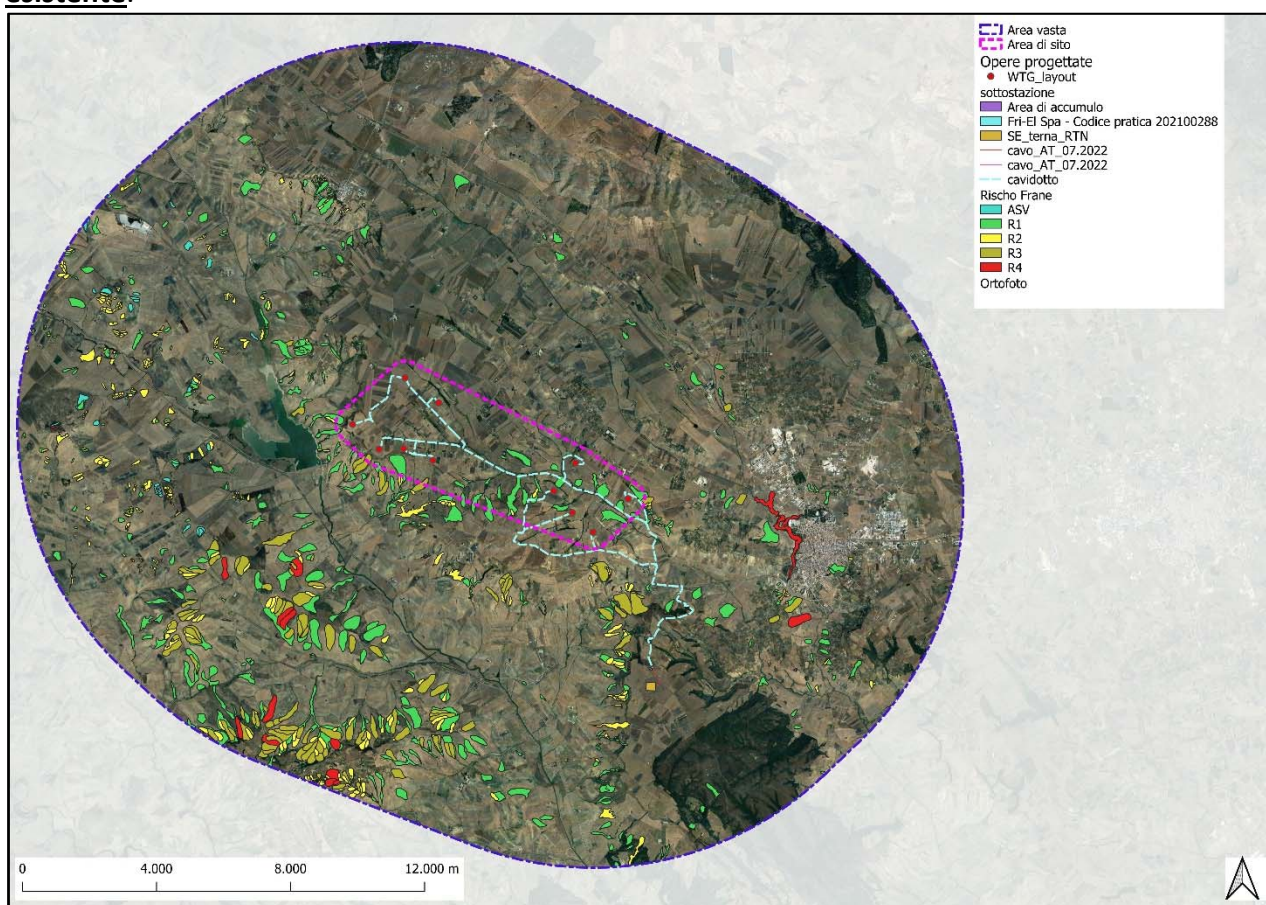 esistente.
Area vasta
Area di sito
Opere progettate
WTG_layout
sottostazione
Area di accumulo
Fri-El Spa - Codice pratica 202100288
SE_terna_RTN
cavo_AT_07.2022
cavo_AT_07.2022
cavidotto
Rischo Frane
ASV
R1
R2
R3
R4
Ortofoto
0 4.000 8.000 12.000 m